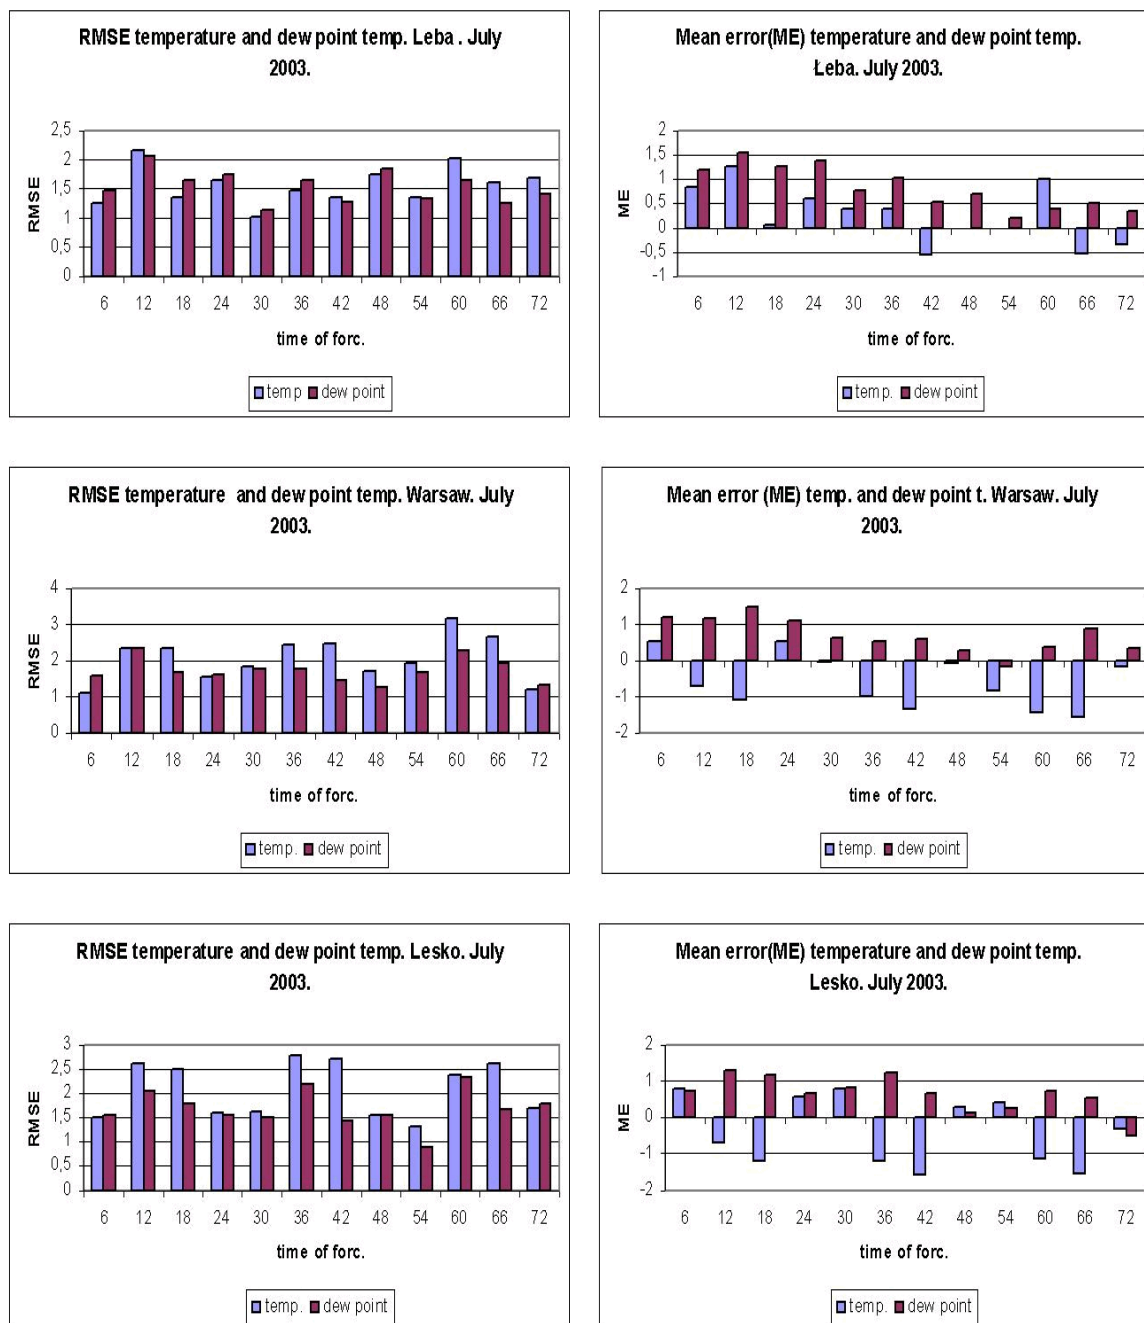 RMSE temperature and dew point temp. Leba . July
2003.
2,5
2
1,5
1
0,5
0
RMSE
6 12 18 24 30 36 42 48 54 60 66 72
time of forc.
temp dew point
Mean error(ME) temperature and dew point temp.
Łeba. July 2003.
2
1,5
1
0,5
0
-0,5
-1
ME
6 12 18 24 30 36 42 48 54 60 66 72
time of forc.
temp. dew point
RMSE temperature and dew point temp. Warsaw. July
2003.
4
3
2
1
0
RMSE
6 12 18 24 30 36 42 48 54 60 66 72
time of forc.
temp. dew point
Mean error (ME) temp. and dew point t. Warsaw. July
2003.
2
1
0
-1
-2
ME
6 12 18 24 30 36 42 48 54 60 66 72
time of forc.
temp. dew point
RMSE temperature and dew point temp. Lesko. July
2003.
3
2,5
2
1,5
1
0,5
0
RMSE
6 12 18 24 30 36 42 48 54 60 66 72
time of forc.
temp. dew point
Mean error(ME) temperature and dew point temp.
Lesko. July 2003.
2
1
0
-1
-2
ME
6 12 18 24 30 36 42 48 54 60 66 72
time of forc.
temp. dew point